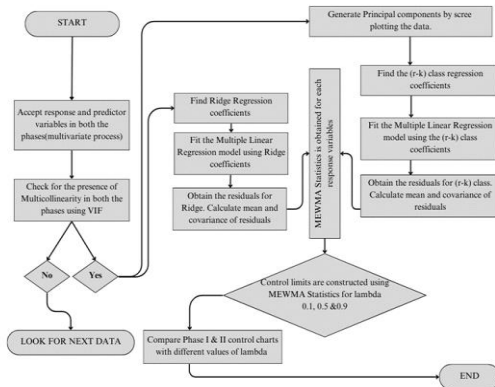 START
Accept response and predictor
variables in both the
phases(multivariate process)
Check for the presence of
Multicollinearity in both the
phases using VIF
No
Yes
LOOK FOR NEXT DATA
Find Ridge Regression
coefficients
Fit the Multiple Linear
Regression model using Ridge
coefficients
Obtain the residuals for
Ridge. Calculate mean and
covariance of residuals
Generate Principal components by scree
plotting the data.
Find the (r-k) class regression
coefficients
Fit the Multiple Linear Regression
model using the (r-k) class
coefficients
Obtain the residuals for (r-k) class.
Calculate mean and covariance of
residuals
MEWMA Statistics is obtained for each
response variables
Control limits are constructed using
MEWMA Statistics for lambda
0.1, 0.5 &0.9
Compare Phase I & II control charts
with different values of lambda
END